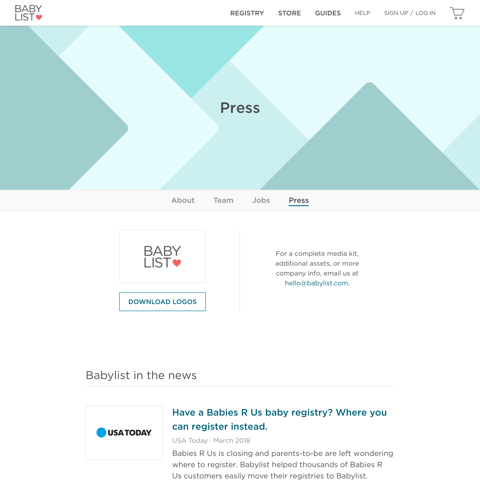 BABY
LIST
REGISTRY STORE GUIDES HELP SIGN UP / LOG IN
Press
About Team Jobs Press
BABY
LIST
DOWNLOAD LOGOS
For a complete media kit,
additional assets, or more
company info, email us at
hello@babylist.com.
Babylist in the news
USA TODAY
Have a Babies R Us baby registry? Where you
can register instead.
USA Today · March 2018
Babies R Us is closing and parents-to-be are left wondering
where to register. Babylist helped thousands of Babies R
Us customers easily move their registries to Babylist.